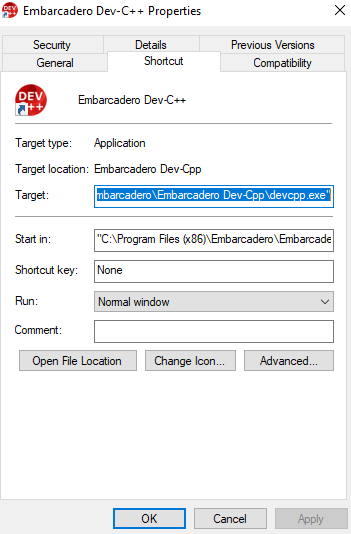 Embarcadero Dev-C++ Properties
Security Details Previous Versions
General Shortcut Compatibility
DEV ++
Embarcadero Dev-C++
Target type: Application
Target location: Embarcadero Dev-Cpp
Target: mbarcadero\Embarcadero Dev-Cpp\devcpp.exe"
Start in: "C:\Program Files (x86)\Embarcadero\Embarcade
Shortcut key: None
Run: Normal window
Comment:
Open File Location Change Icon... Advanced...
OK Cancel Apply